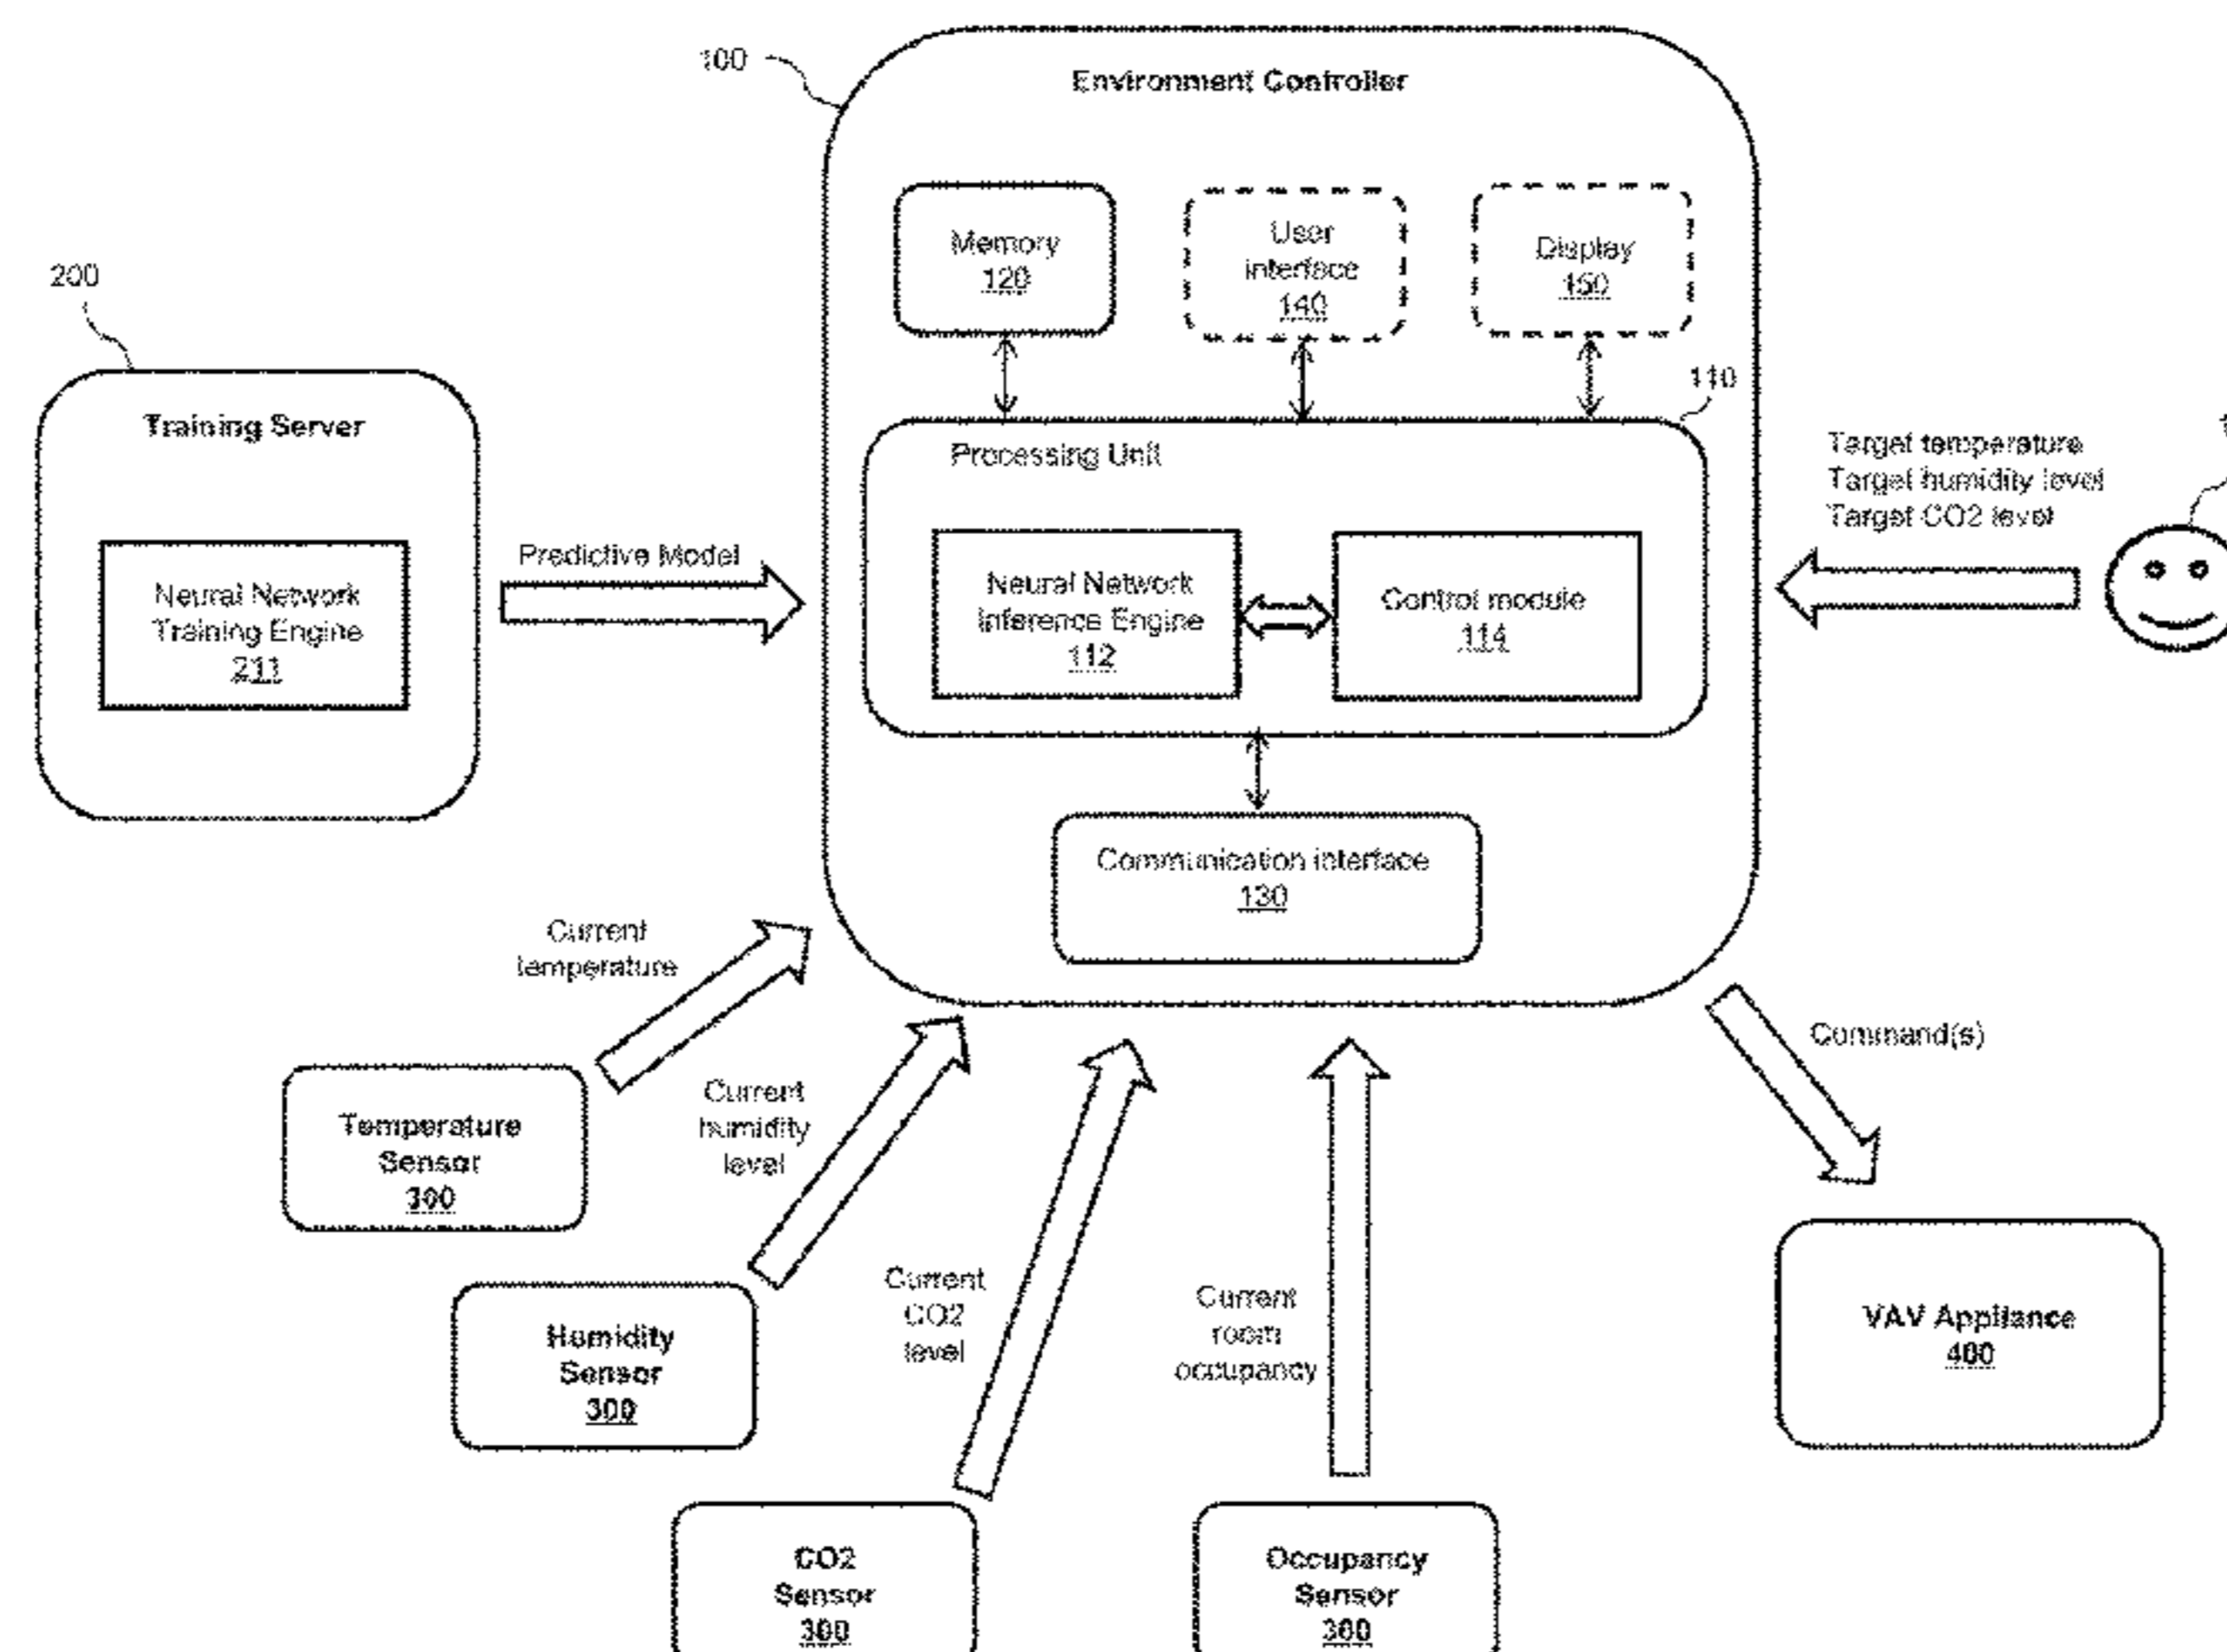 100
Environment Controller
Memory
120
User
interface
140
Display
150
200
110
Training Server
Processing Unit
Target temperature
Target humidity level
Target CO2 level
Predictive Model
Neural Network
Training Engine
211
Neural Network
Inference Engine
112
Control module
114
Communication interface
130
Current
temperature
Command(s)
Temperature
Sensor
300
Current
humidity
level
Humidity
Sensor
300
Current
CO2
level
Current
room
occupancy
VAV Appliance
400
CO2
Sensor
300
Occupancy
Sensor
300